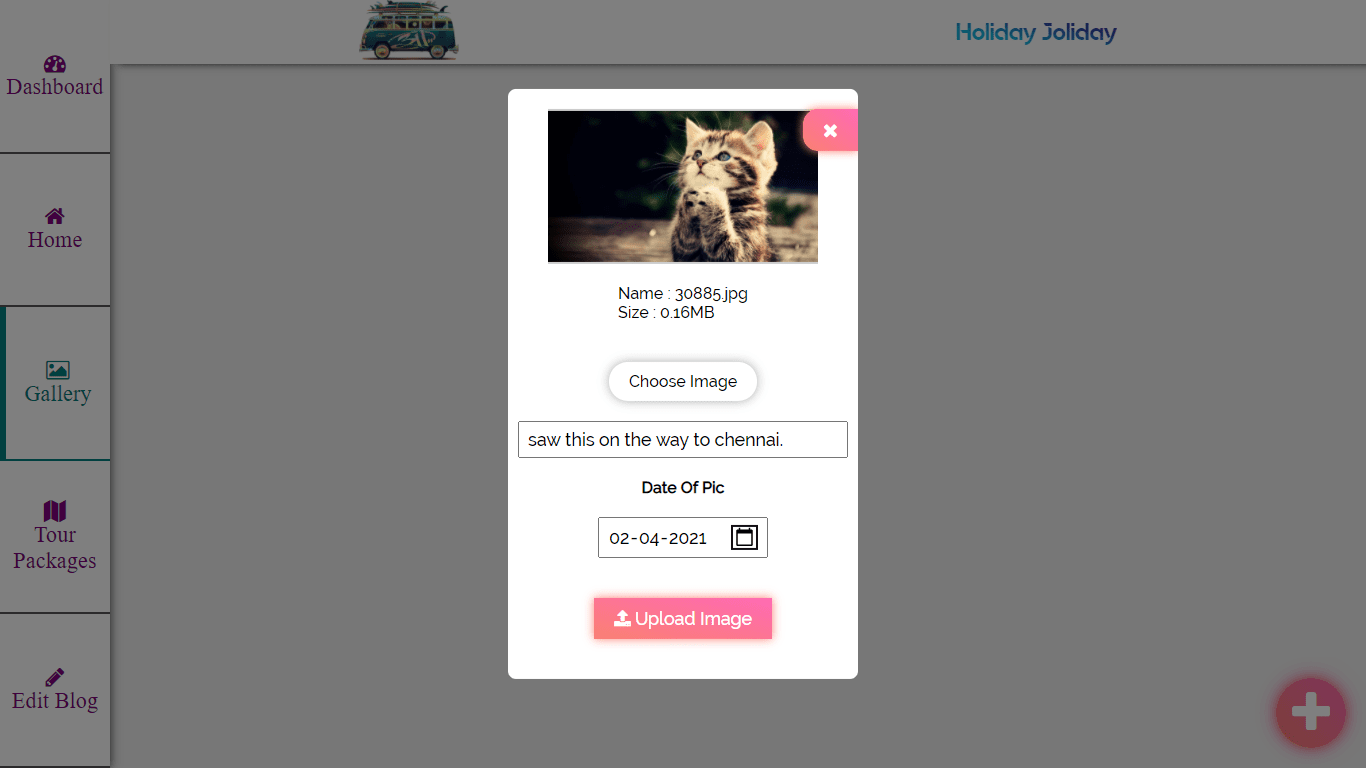 Holiday Joliday
Dashboard
Home
Gallery
Tour
Packages
Edit Blog
Name : 30885.jpg
Size : 0.16MB
Choose Image
saw this on the way to chennai.
Date Of Pic
02-04-2021
Upload Image